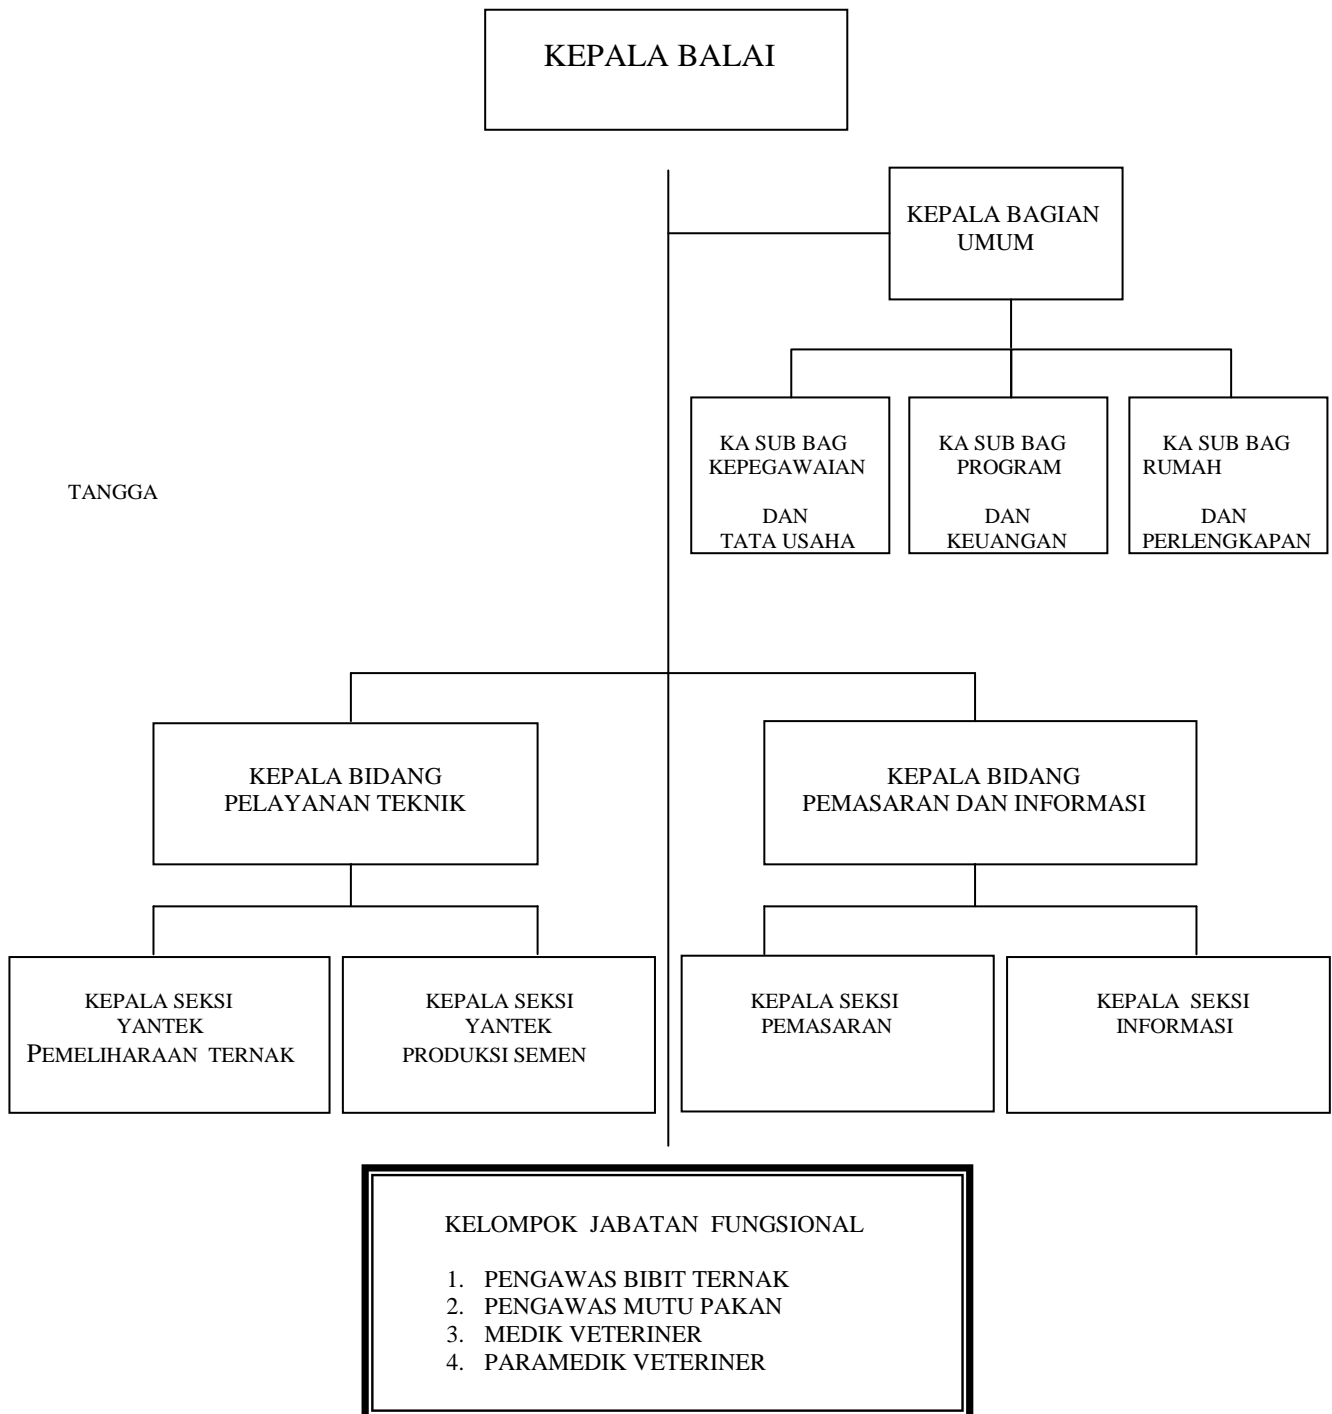 KEPALA BALAI
KEPALA BAGIAN
UMUM
KA SUB BAG
KEPEGAWAIAN
DAN
TATA USAHA
KA SUB BAG
PROGRAM
DAN
KEUANGAN
KA SUB BAG
RUMAH
DAN
PERLENGKAPAN
TANGGA
KEPALA BIDANG
PELAYANAN TEKNIK
KEPALA BIDANG
PEMASARAN DAN INFORMASI
KEPALA SEKSI
YANTEK
PEMELIHARAAN TERNAK
KEPALA SEKSI
YANTEK
PRODUKSI SEMEN
KEPALA SEKSI
PEMASARAN
KEPALA SEKSI
INFORMASI
KELOMPOK JABATAN FUNGSIONAL
1. PENGAWAS BIBIT TERNAK
2. PENGAWAS MUTU PAKAN
3. MEDIK VETERINER
4. PARAMEDIK VETERINER